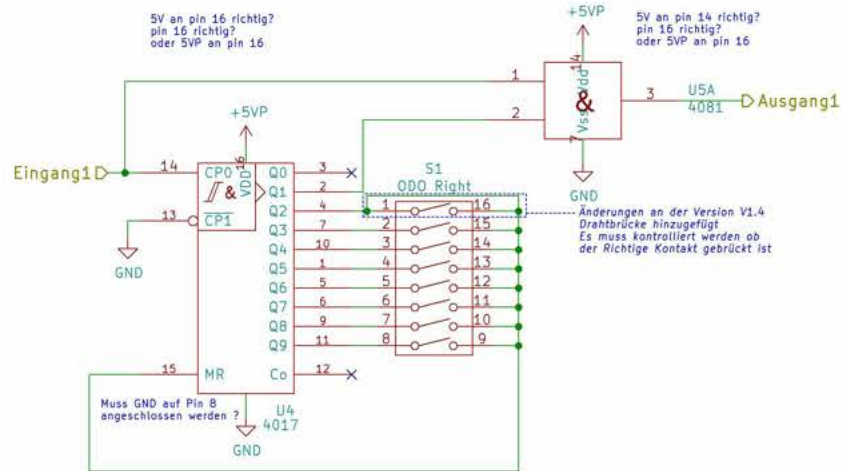 5V an pin 16 richtig?
pin 16 richtig?
oder 5VP an pin 16
+5VP
5V an pin 14 richtig?
pin 16 richtig?
oder 5VP an pin 16
1
2
14
Vdd
&
Vss
7
3
U5A
4081
Ausgang1
GND
+5VP
Eingang1
14
CP0
&
VDD
16
13
CP1
GND
Q0 3
Q1 2
Q2 4
Q3 7
Q4 10
Q5 1
Q6 5
Q7 6
Q8 9
Q9 11
Co 12
15 MR
S1
ODO Right
1 16
2 15
3 14
4 13
5 12
6 11
7 10
8 9
Änderungen an der Version V1.4
Drahtbrücke hinzugefügt
Es muss kontrolliert werden ob
der Richtige Kontakt gebrückt ist
Muss GND auf Pin 8
angeschlossen werden ?
U4
4017
GND